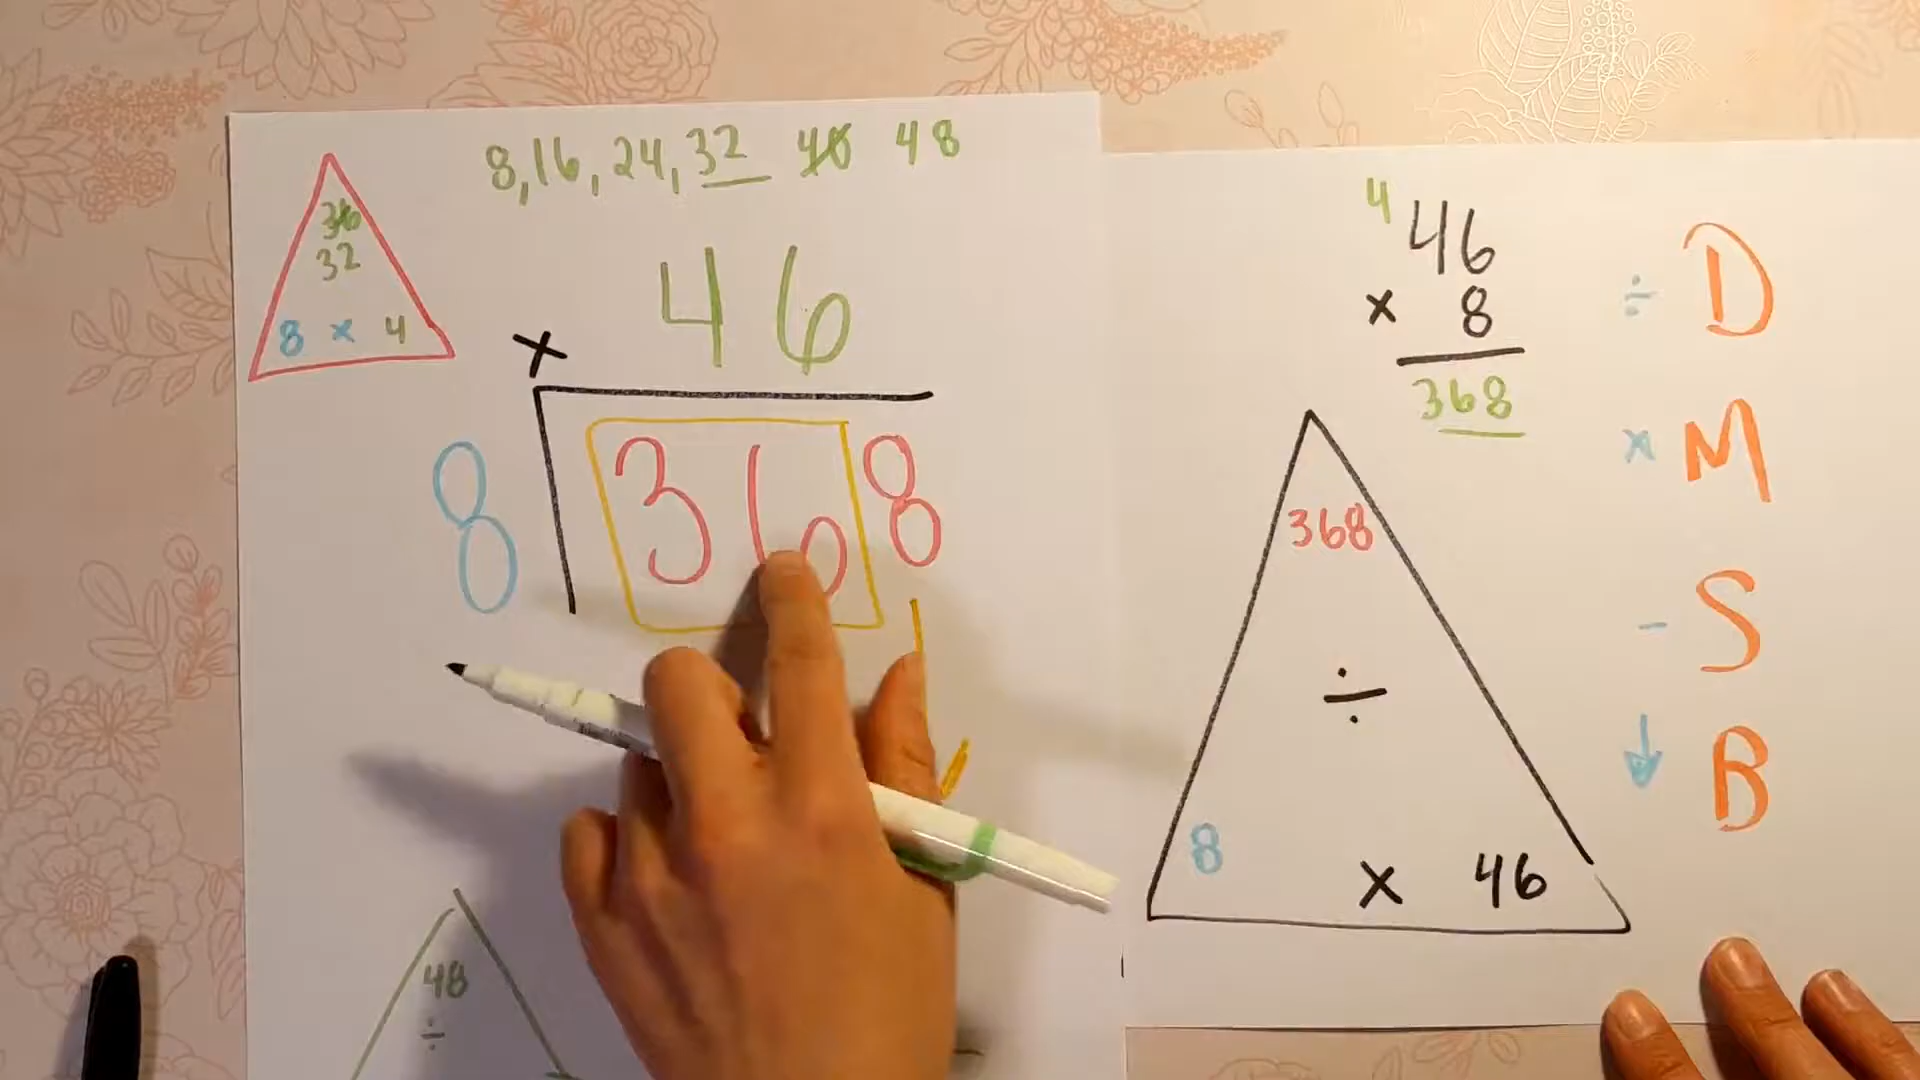 8, 16, 24, 32 40 48
36
32
8 x 4
46
x
8 368
48
÷
4
46
x 8
368
368
÷
8 x 46
÷ D
x M
- S
↓ B